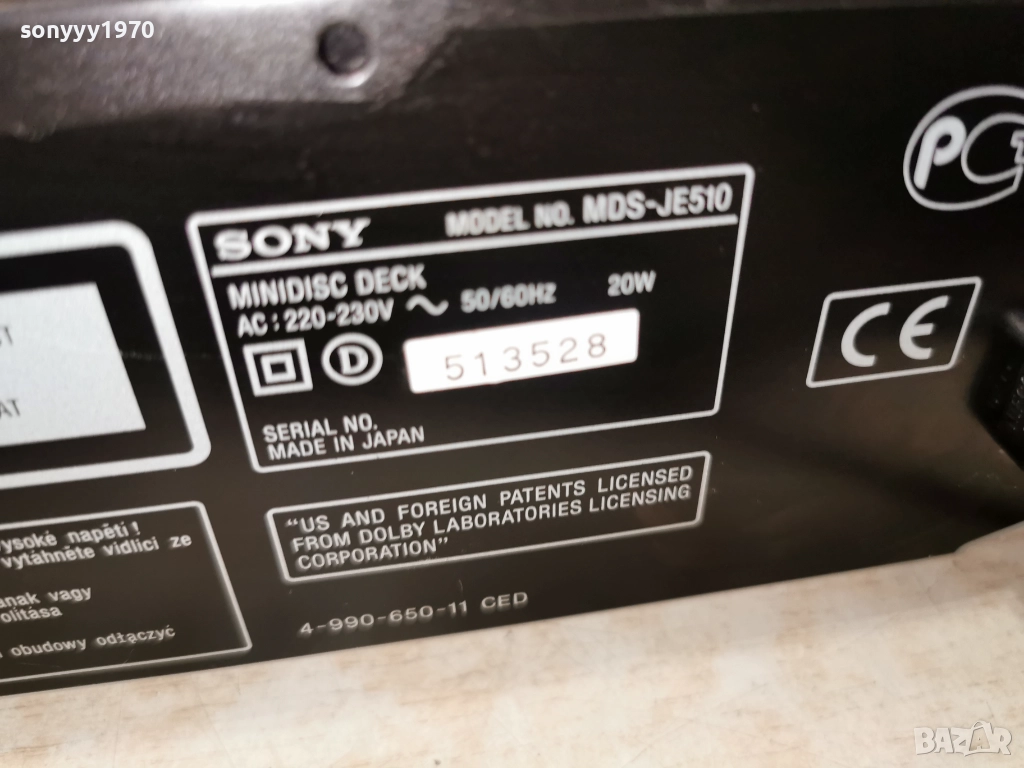 sonyyy1970
SONY MODEL NO. MDS-JE510
MINIDISC DECK
AC : 220-230V ~ 50/60HZ 20W
D 513528
SERIAL NO.
MADE IN JAPAN
CE
"US AND FOREIGN PATENTS LICENSED
FROM DOLBY LABORATORIES LICENSING
CORPORATION"
4-990-650-11 CED
ysoké napětí !
vytáhněte vidlici ze
anak vagy
olítása
obudowy odłączyć
BAZAR